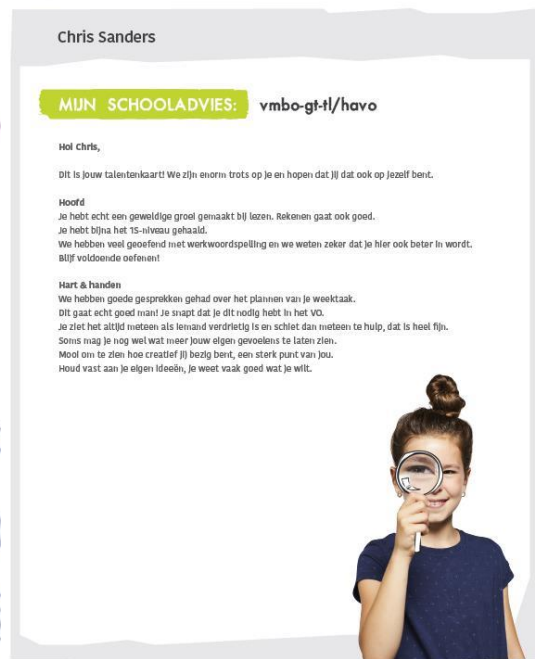 Chris Sanders
MIJN SCHOOLADVIES: vmbo-gt-tl/havo
Hoi Chris,
Dit is jouw talentenkaart! We zijn enorm trots op je en hopen dat jij dat ook op jezelf bent.
Hoofd
Je hebt echt een geweldige groei gemaakt bij lezen. Rekenen gaat ook goed.
Je hebt bijna het 1S-niveau gehaald.
We hebben veel geoefend met werkwoordspelling en we weten zeker dat je hier ook beter in wordt.
Blijf voldoende oefenen!
Hart & handen
We hebben goede gesprekken gehad over het plannen van je weektaak.
Dit gaat echt goed man! Je snapt dat je dit nodig hebt in het VO.
Je ziet het altijd meteen als iemand verdrietig is en schiet dan meteen te hulp, dat is heel fijn.
Soms mag je nog wel wat meer jouw eigen gevoelens te laten zien.
Mooi om te zien hoe creatief jij bezig bent, een sterk punt van jou.
Houd vast aan je eigen ideeën, je weet vaak goed wat je wilt.